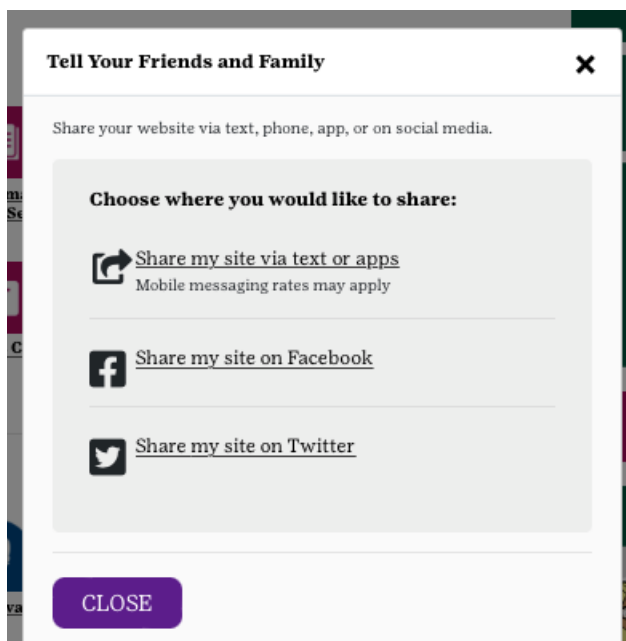 Tell Your Friends and Family
Share your website via text, phone, app, or on social media.
Choose where you would like to share:
Share my site via text or apps
Mobile messaging rates may apply
Share my site on Facebook
Share my site on Twitter
CLOSE